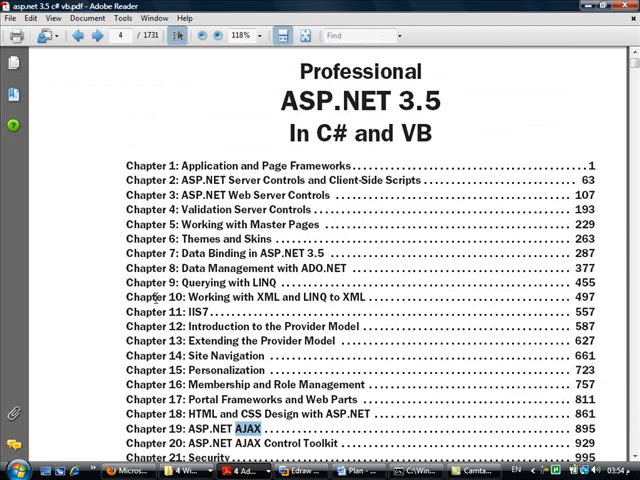 asp.net 3.5 c# vb.pdf - Adobe Reader
File Edit View Document Tools Window Help
4 / 1731 118% Find
Professional
ASP.NET 3.5
In C# and VB
Chapter 1: Application and Page Frameworks 1
Chapter 2: ASP.NET Server Controls and Client-Side Scripts 63
Chapter 3: ASP.NET Web Server Controls 107
Chapter 4: Validation Server Controls 193
Chapter 5: Working with Master Pages 229
Chapter 6: Themes and Skins 263
Chapter 7: Data Binding in ASP.NET 3.5 287
Chapter 8: Data Management with ADO.NET 377
Chapter 9: Querying with LINQ 455
Chapter 10: Working with XML and LINQ to XML 497
Chapter 11: IIS7 557
Chapter 12: Introduction to the Provider Model 587
Chapter 13: Extending the Provider Model 627
Chapter 14: Site Navigation 661
Chapter 15: Personalization 723
Chapter 16: Membership and Role Management 757
Chapter 17: Portal Frameworks and Web Parts 811
Chapter 18: HTML and CSS Design with ASP.NET 861
Chapter 19: ASP.NET AJAX 895
Chapter 20: ASP.NET AJAX Control Toolkit 929
Chapter 21: Security 995
Start Micros... 4 Wi... 4 Ad... Edraw ... Plan - ... C:\W... Camta... EN 03:54 م